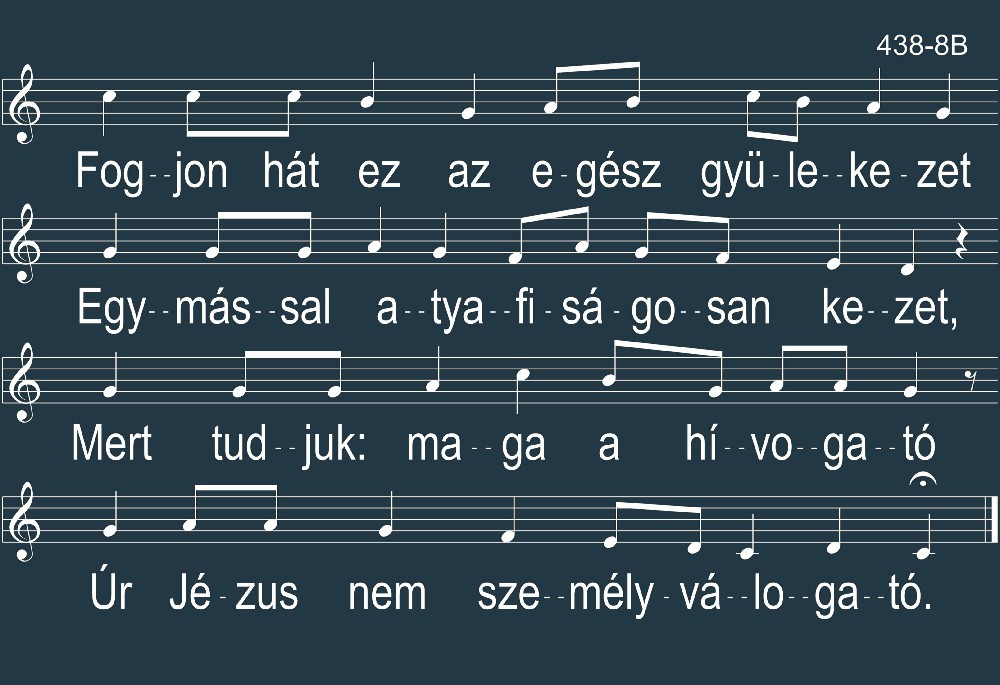 438-8B
Fog--jon hát ez az e-gész gyü-le--ke-zet
Egy--más--sal a--tya--fi-sá-go--san ke--zet,
Mert tud--juk: ma--ga a hí--vo--ga--tó
Úr Jé-zus nem sze--mély-vá--lo--ga--tó.